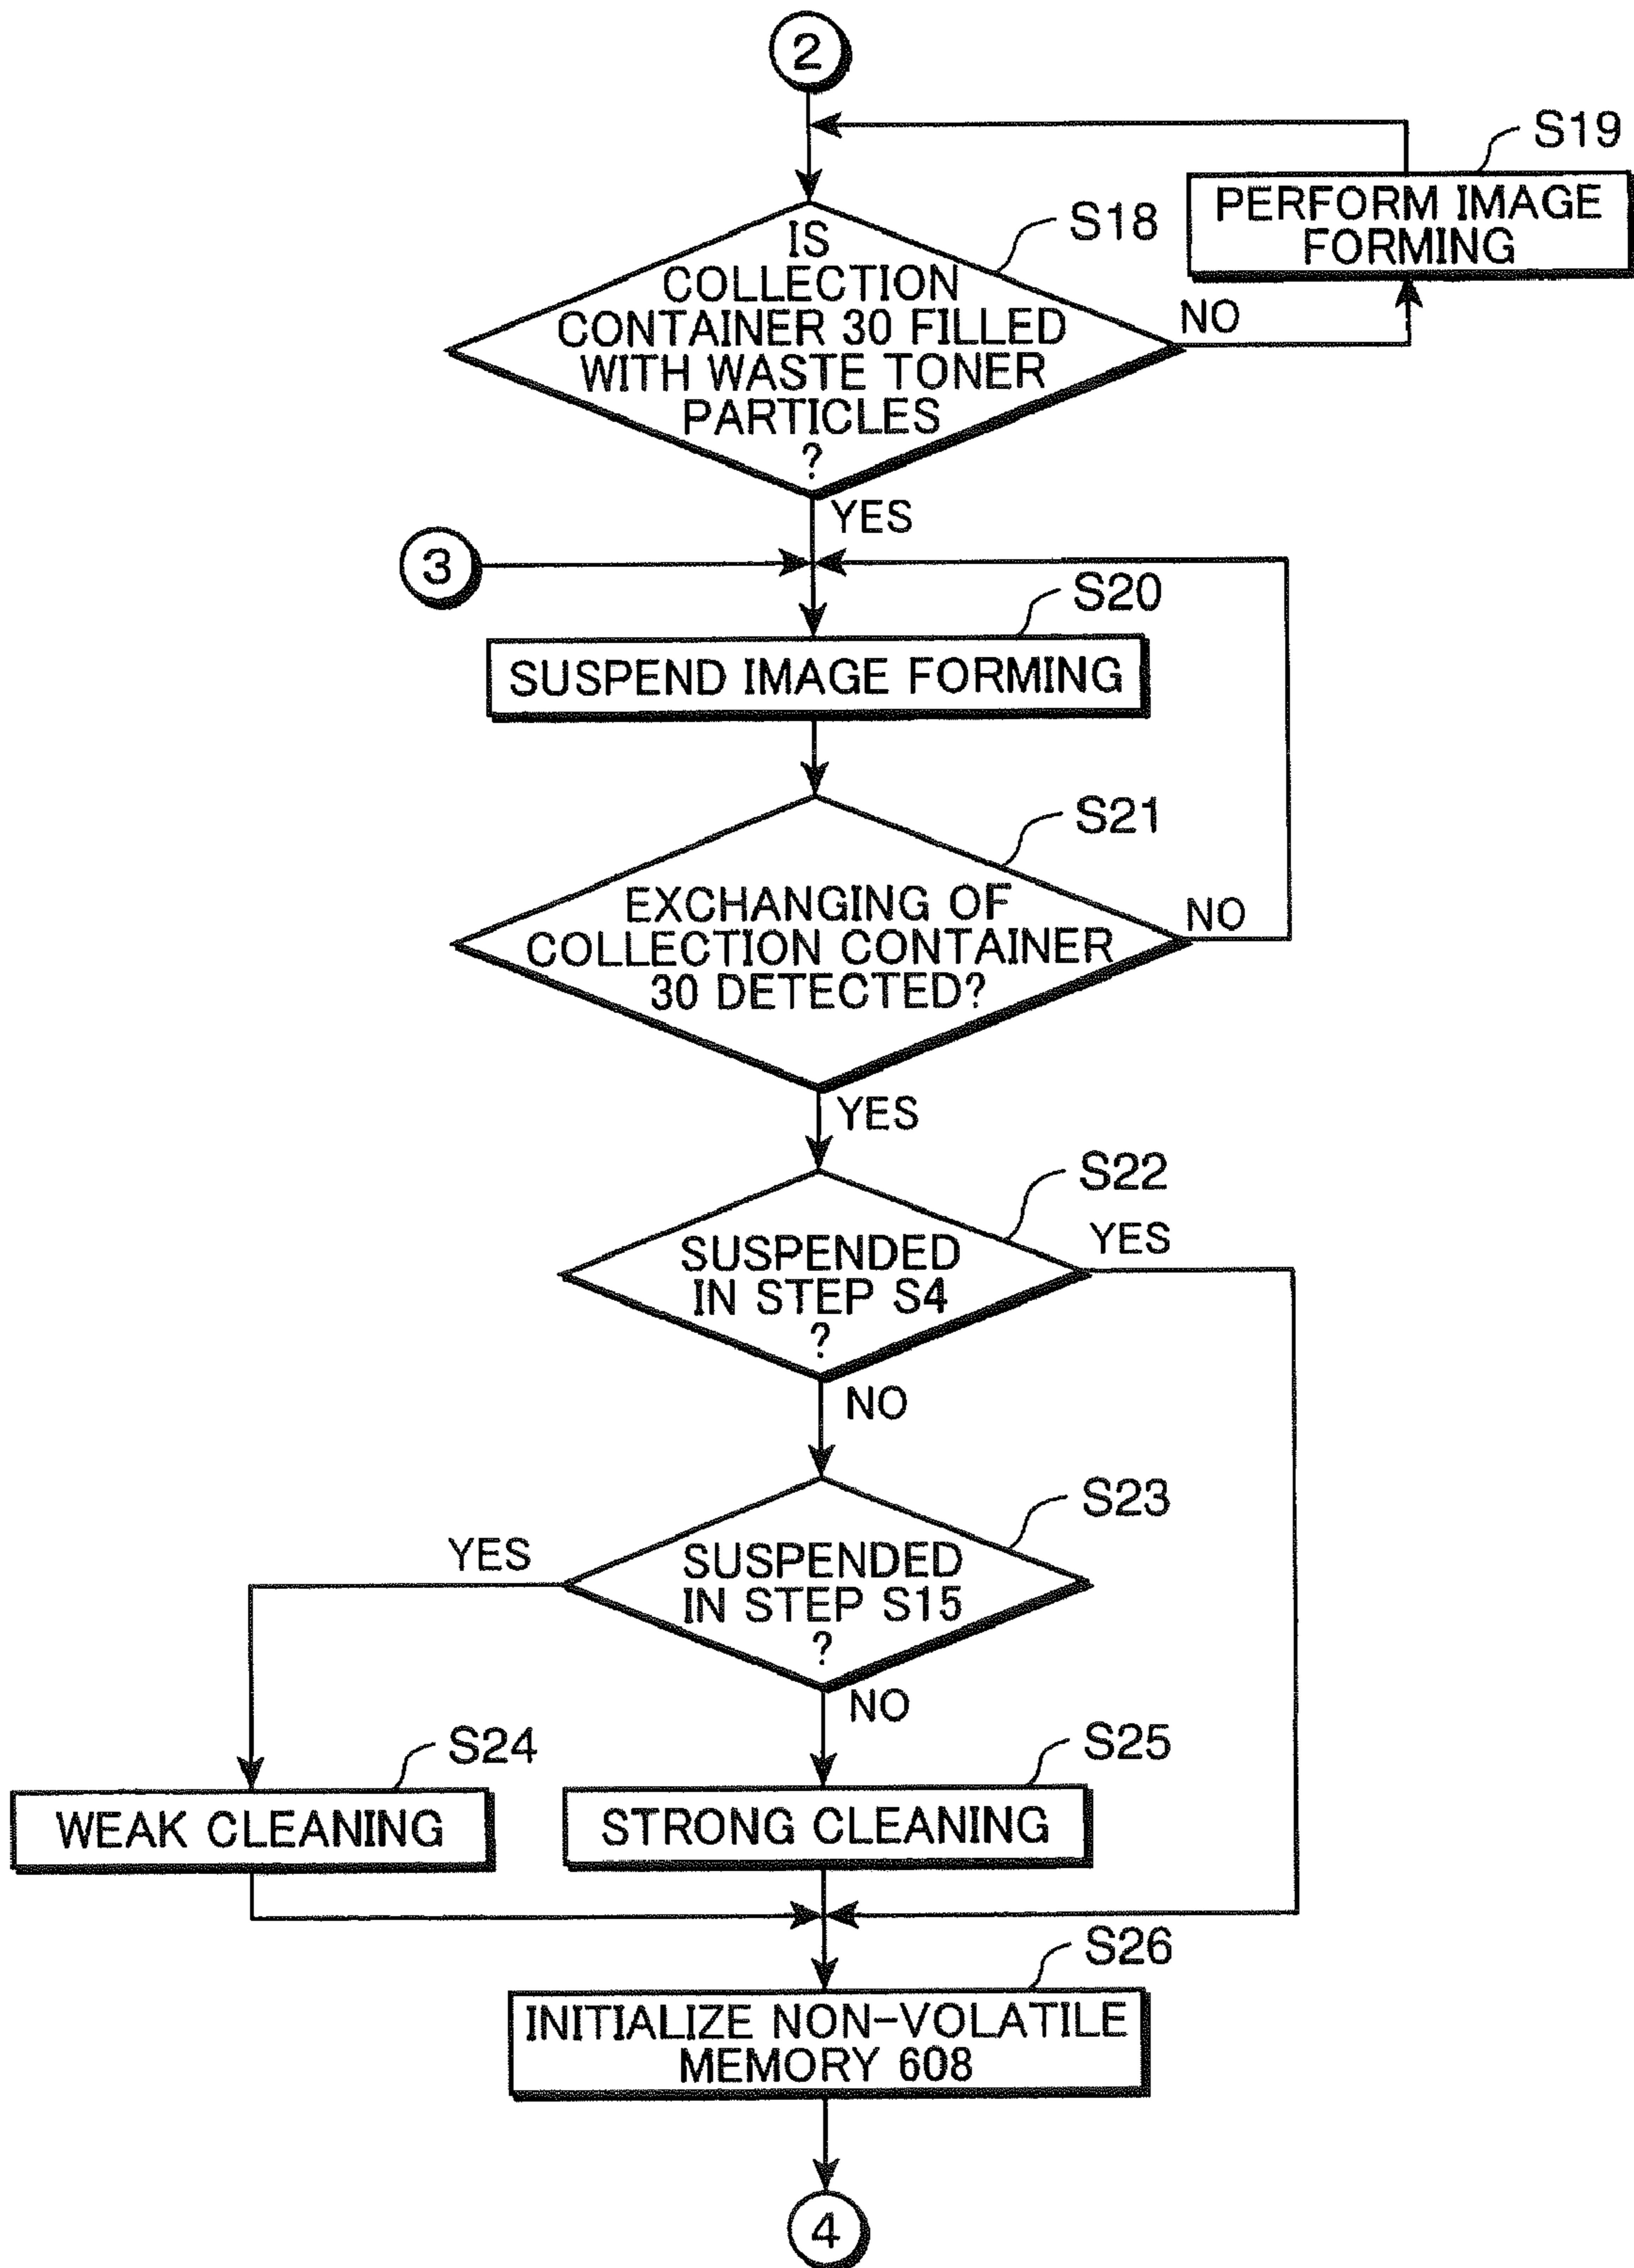 2
S19
PERFORM IMAGE
FORMING
S18
IS
COLLECTION
CONTAINER 30 FILLED
WITH WASTE TONER
PARTICLES
?
NO
YES
3
S20
SUSPEND IMAGE FORMING
S21
EXCHANGING OF
COLLECTION CONTAINER
30 DETECTED?
NO
YES
S22
SUSPENDED
IN STEP S4
?
YES
NO
S23
SUSPENDED
IN STEP S15
?
YES
NO
S24
WEAK CLEANING
S25
STRONG CLEANING
S26
INITIALIZE NON-VOLATILE
MEMORY 608
4